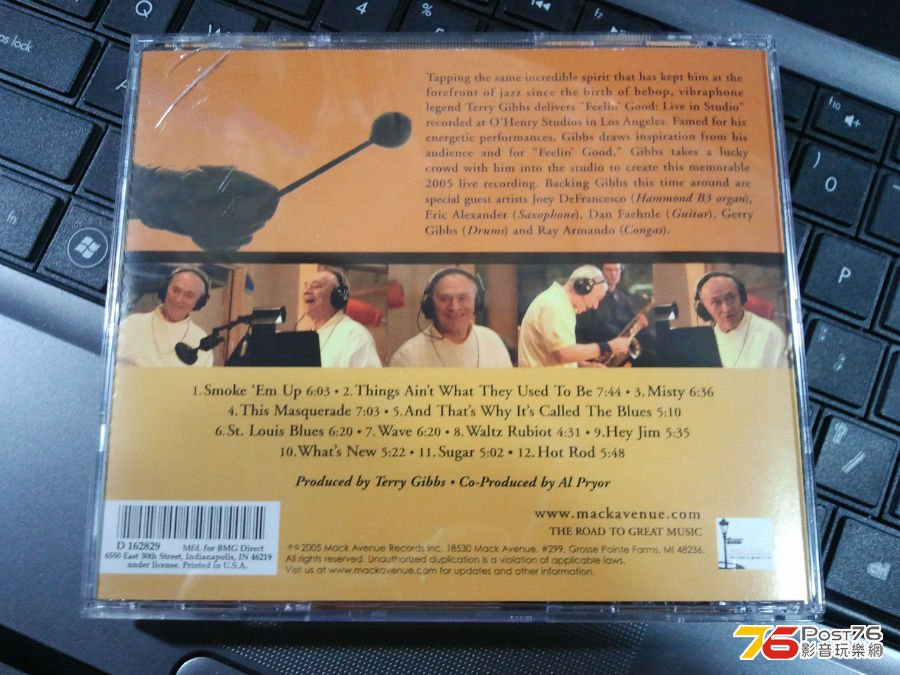 Tapping the same incredible spirit that has kept him at the
forefront of jazz since the birth of bebop, vibraphone
legend Terry Gibbs delivers "Feelin' Good: Live in Studio"
recorded at O'Henry Studios in Los Angeles. Famed for his
energetic performances, Gibbs draws inspiration from his
audience and for "Feelin' Good," Gibbs takes a lucky
crowd with him into the studio to create this memorable
2005 live recording. Backing Gibbs this time around are
special guest artists Joey DeFrancesco (Hammond B3 organ),
Eric Alexander (Saxophone), Dan Faehnle (Guitar), Gerry
Gibbs (Drums) and Ray Armando (Congas).
1. Smoke 'Em Up 6:03 • 2. Things Ain't What They Used To Be 7:44 • 3. Misty 6:36
4. This Masquerade 7:03 • 5. And That's Why It's Called The Blues 5:10
6. St. Louis Blues 6:20 • 7. Wave 6:20 • 8. Waltz Rubiot 4:31 • 9. Hey Jim 5:35
10. What's New 5:22 • 11. Sugar 5:02 • 12. Hot Rod 5:48
Produced by Terry Gibbs • Co-Produced by Al Pryor
www.mackavenue.com
THE ROAD TO GREAT MUSIC
D 162829 Mfd. for BMG Direct
6550 East 30th Street, Indianapolis, IN 46219
under license. Printed in U.S.A.
℗© 2005 Mack Avenue Records Inc. 18530 Mack Avenue, #299, Grosse Pointe Farms, MI 48236.
All rights reserved. Unauthorized duplication is a violation of applicable laws.
Visit us at www.mackavenue.com for updates and other information.
Q
4
%
5
fn
f10
)
0
P
76 Post76
影音玩樂網